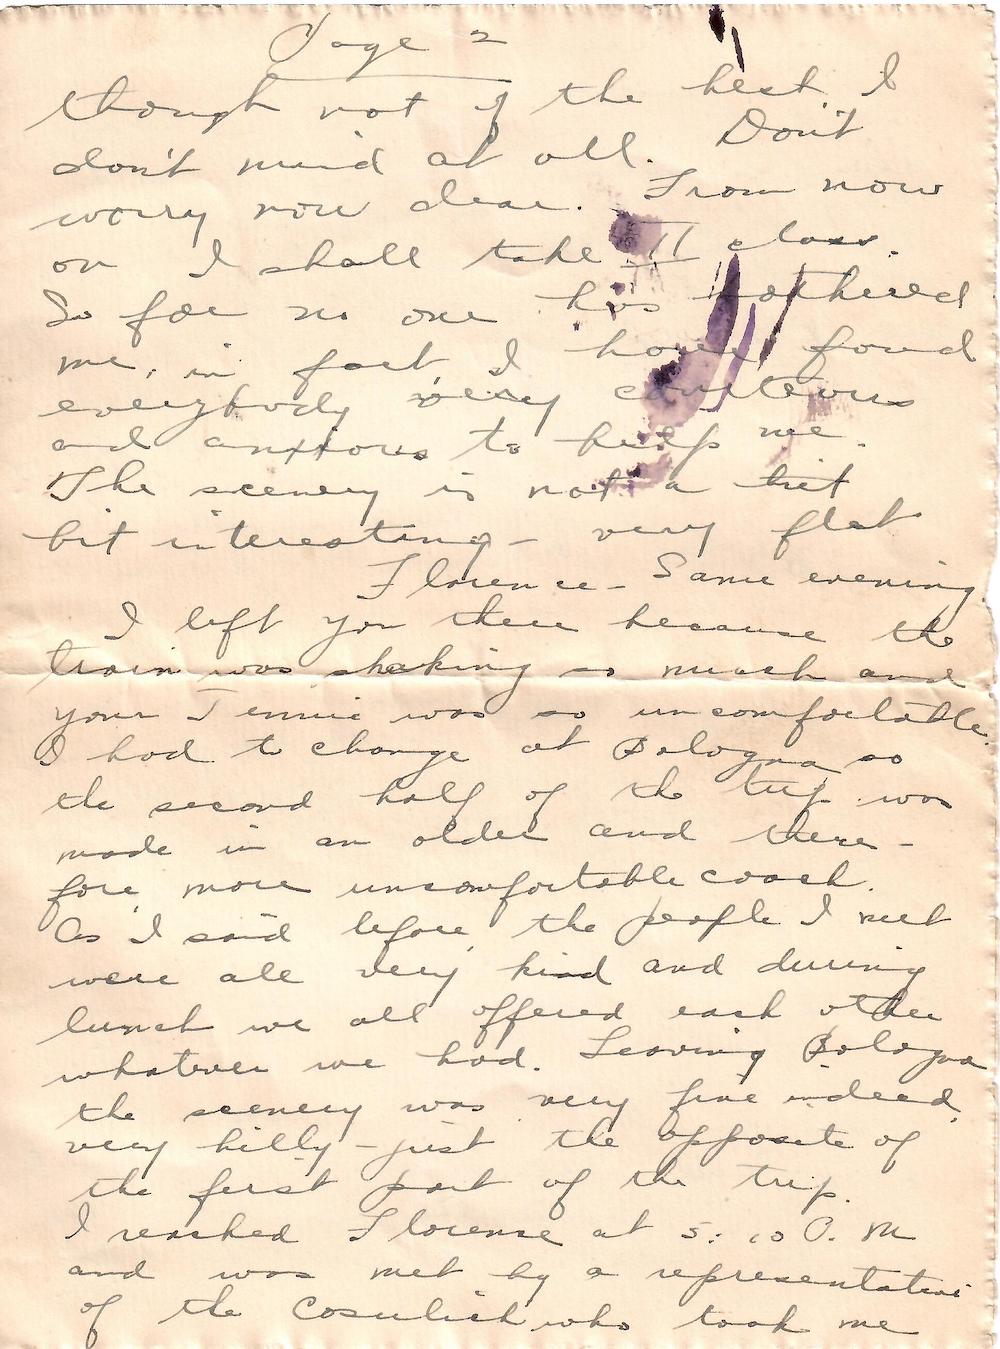 Page 2
though not of the best, I
don't mind at all. Don't
worry now dear. From now
on I shall take II class.
So far no one has bothered
me, in fact, I have found
everybody very courteous
and anxious to help me.
The scenery is not a bit
bit interesting - very flat
Florence - Same evening.
I left you there because the
train was shaking so much and
your Jennie was so uncomfortable.
I had to change at Bologna so
the second half of the trip was
made in an older and there-
fore, more uncomfortable coach.
As I said before, the people I met
were all very kind and during
lunch we all offered each other
whatever we had. Leaving Bologna
the scenery was very fine indeed,
very hilly - just the opposite of
the first part of the trip.
I reached Florence at 5:10 P.M
and was met by a representative
of the Cosulich who took me